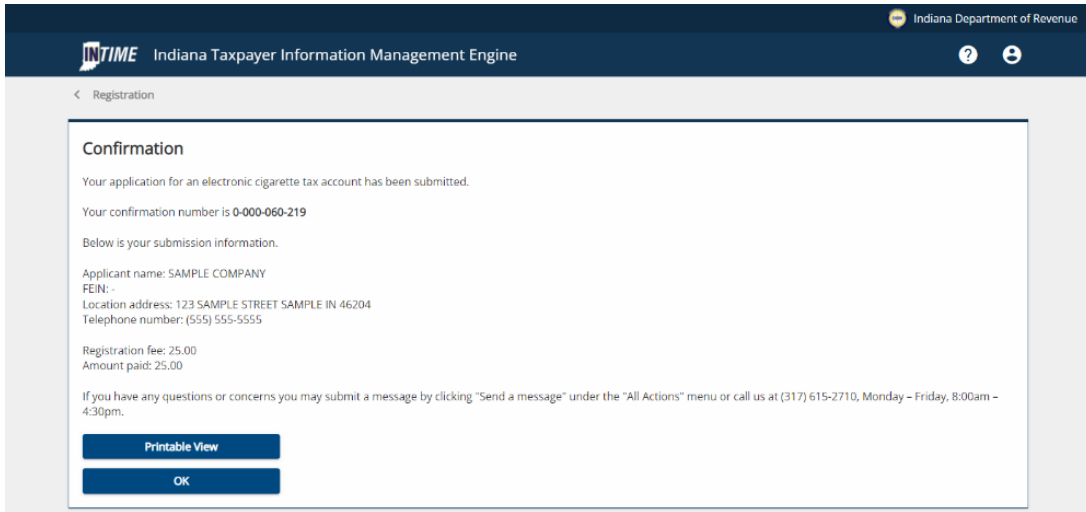 Indiana Department of Revenue
INTIME Indiana Taxpayer Information Management Engine
?
< Registration
Confirmation
Your application for an electronic cigarette tax account has been submitted.
Your confirmation number is 0-000-060-219
Below is your submission information.
Applicant name: SAMPLE COMPANY
FEIN: -
Location address: 123 SAMPLE STREET SAMPLE IN 46204
Telephone number: (555) 555-5555
Registration fee: 25.00
Amount paid: 25.00
If you have any questions or concerns you may submit a message by clicking "Send a message" under the "All Actions" menu or call us at (317) 615-2710, Monday – Friday, 8:00am –
4:30pm.
Printable View
OK